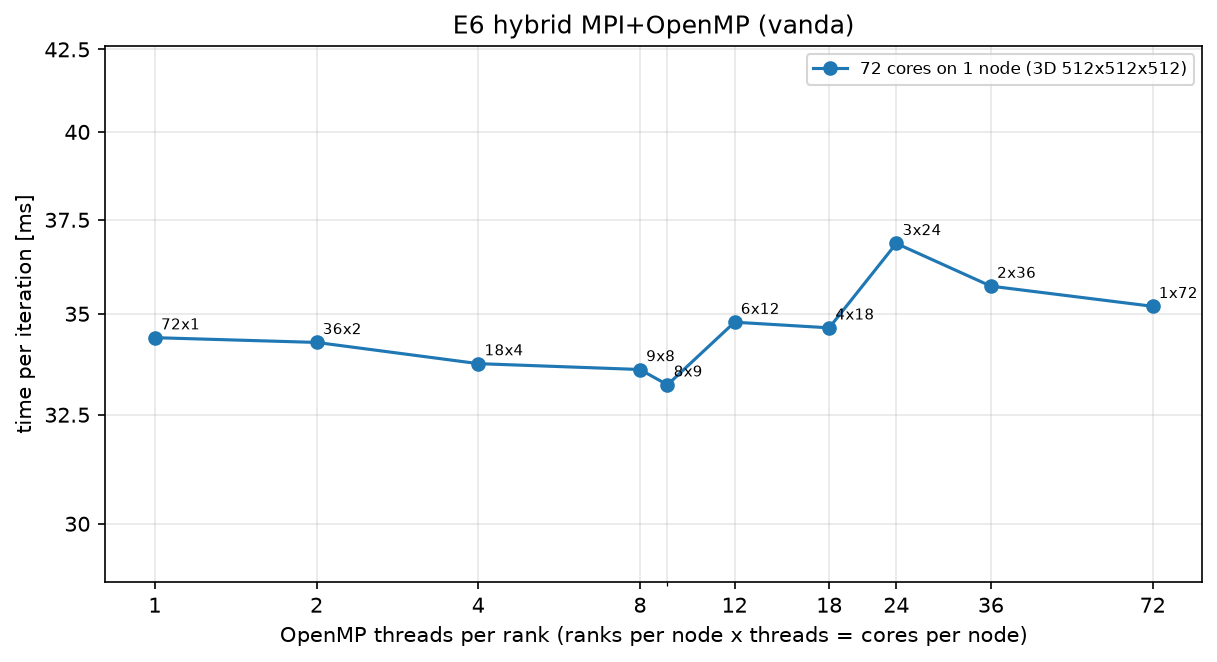 E6 hybrid MPI+OpenMP (vanda)
72 cores on 1 node (3D 512x512x512)
time per iteration [ms]
42.5
40
37.5
35
32.5
30
72x1
36x2
18x4
9x8
8x9
6x12
4x18
3x24
2x36
1x72
1 2 4 8 12 18 24 36 72
OpenMP threads per rank (ranks per node x threads = cores per node)